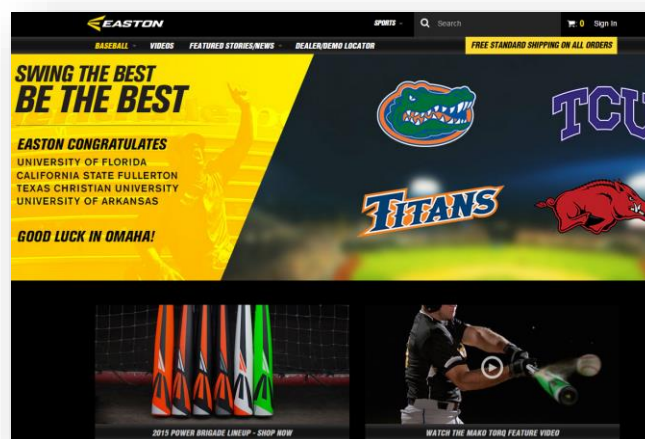 EASTON
SPORTS
Search
0 Sign In
BASEBALL VIDEOS FEATURED STORIES/NEWS DEALER/DEMO LOCATOR
FREE STANDARD SHIPPING ON ALL ORDERS
SWING THE BEST
BE THE BEST
EASTON CONGRATULATES
UNIVERSITY OF FLORIDA
CALIFORNIA STATE FULLERTON
TEXAS CHRISTIAN UNIVERSITY
UNIVERSITY OF ARKANSAS
GOOD LUCK IN OMAHA!
TCU
TITANS
2015 POWER BRIGADE LINEUP - SHOP NOW
WATCH THE MAKO TORQ FEATURE VIDEO